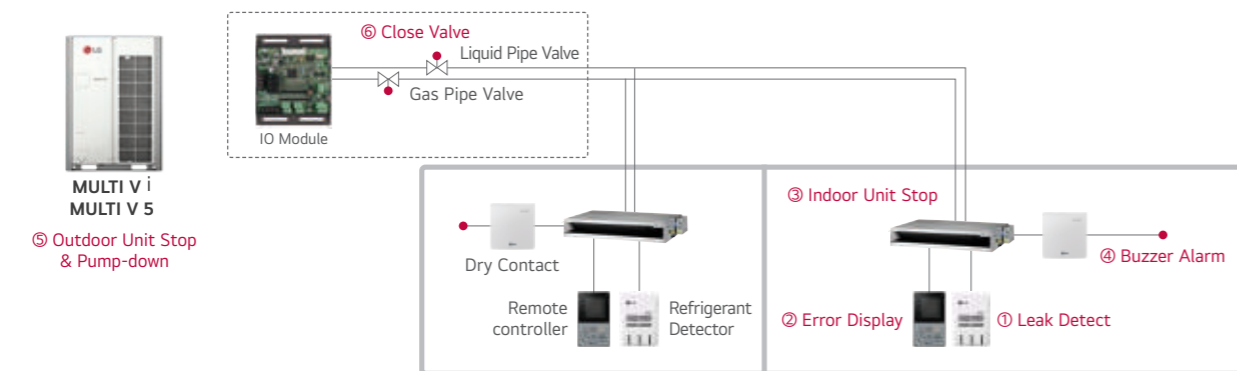 ⑥ Close Valve
Liquid Pipe Valve
Gas Pipe Valve
IO Module
LG
MULTI V i
MULTI V 5
⑤ Outdoor Unit Stop
& Pump-down
Dry Contact
Remote
controller
Refrigerant
Detector
③ Indoor Unit Stop
④ Buzzer Alarm
② Error Display
① Leak Detect